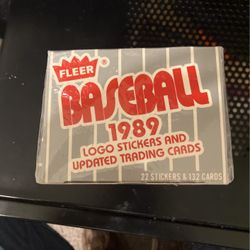 FLEER®
BASEBALL
1989
LOGO STICKERS AND
UPDATED TRADING CARDS
22 STICKERS & 132 CARDS